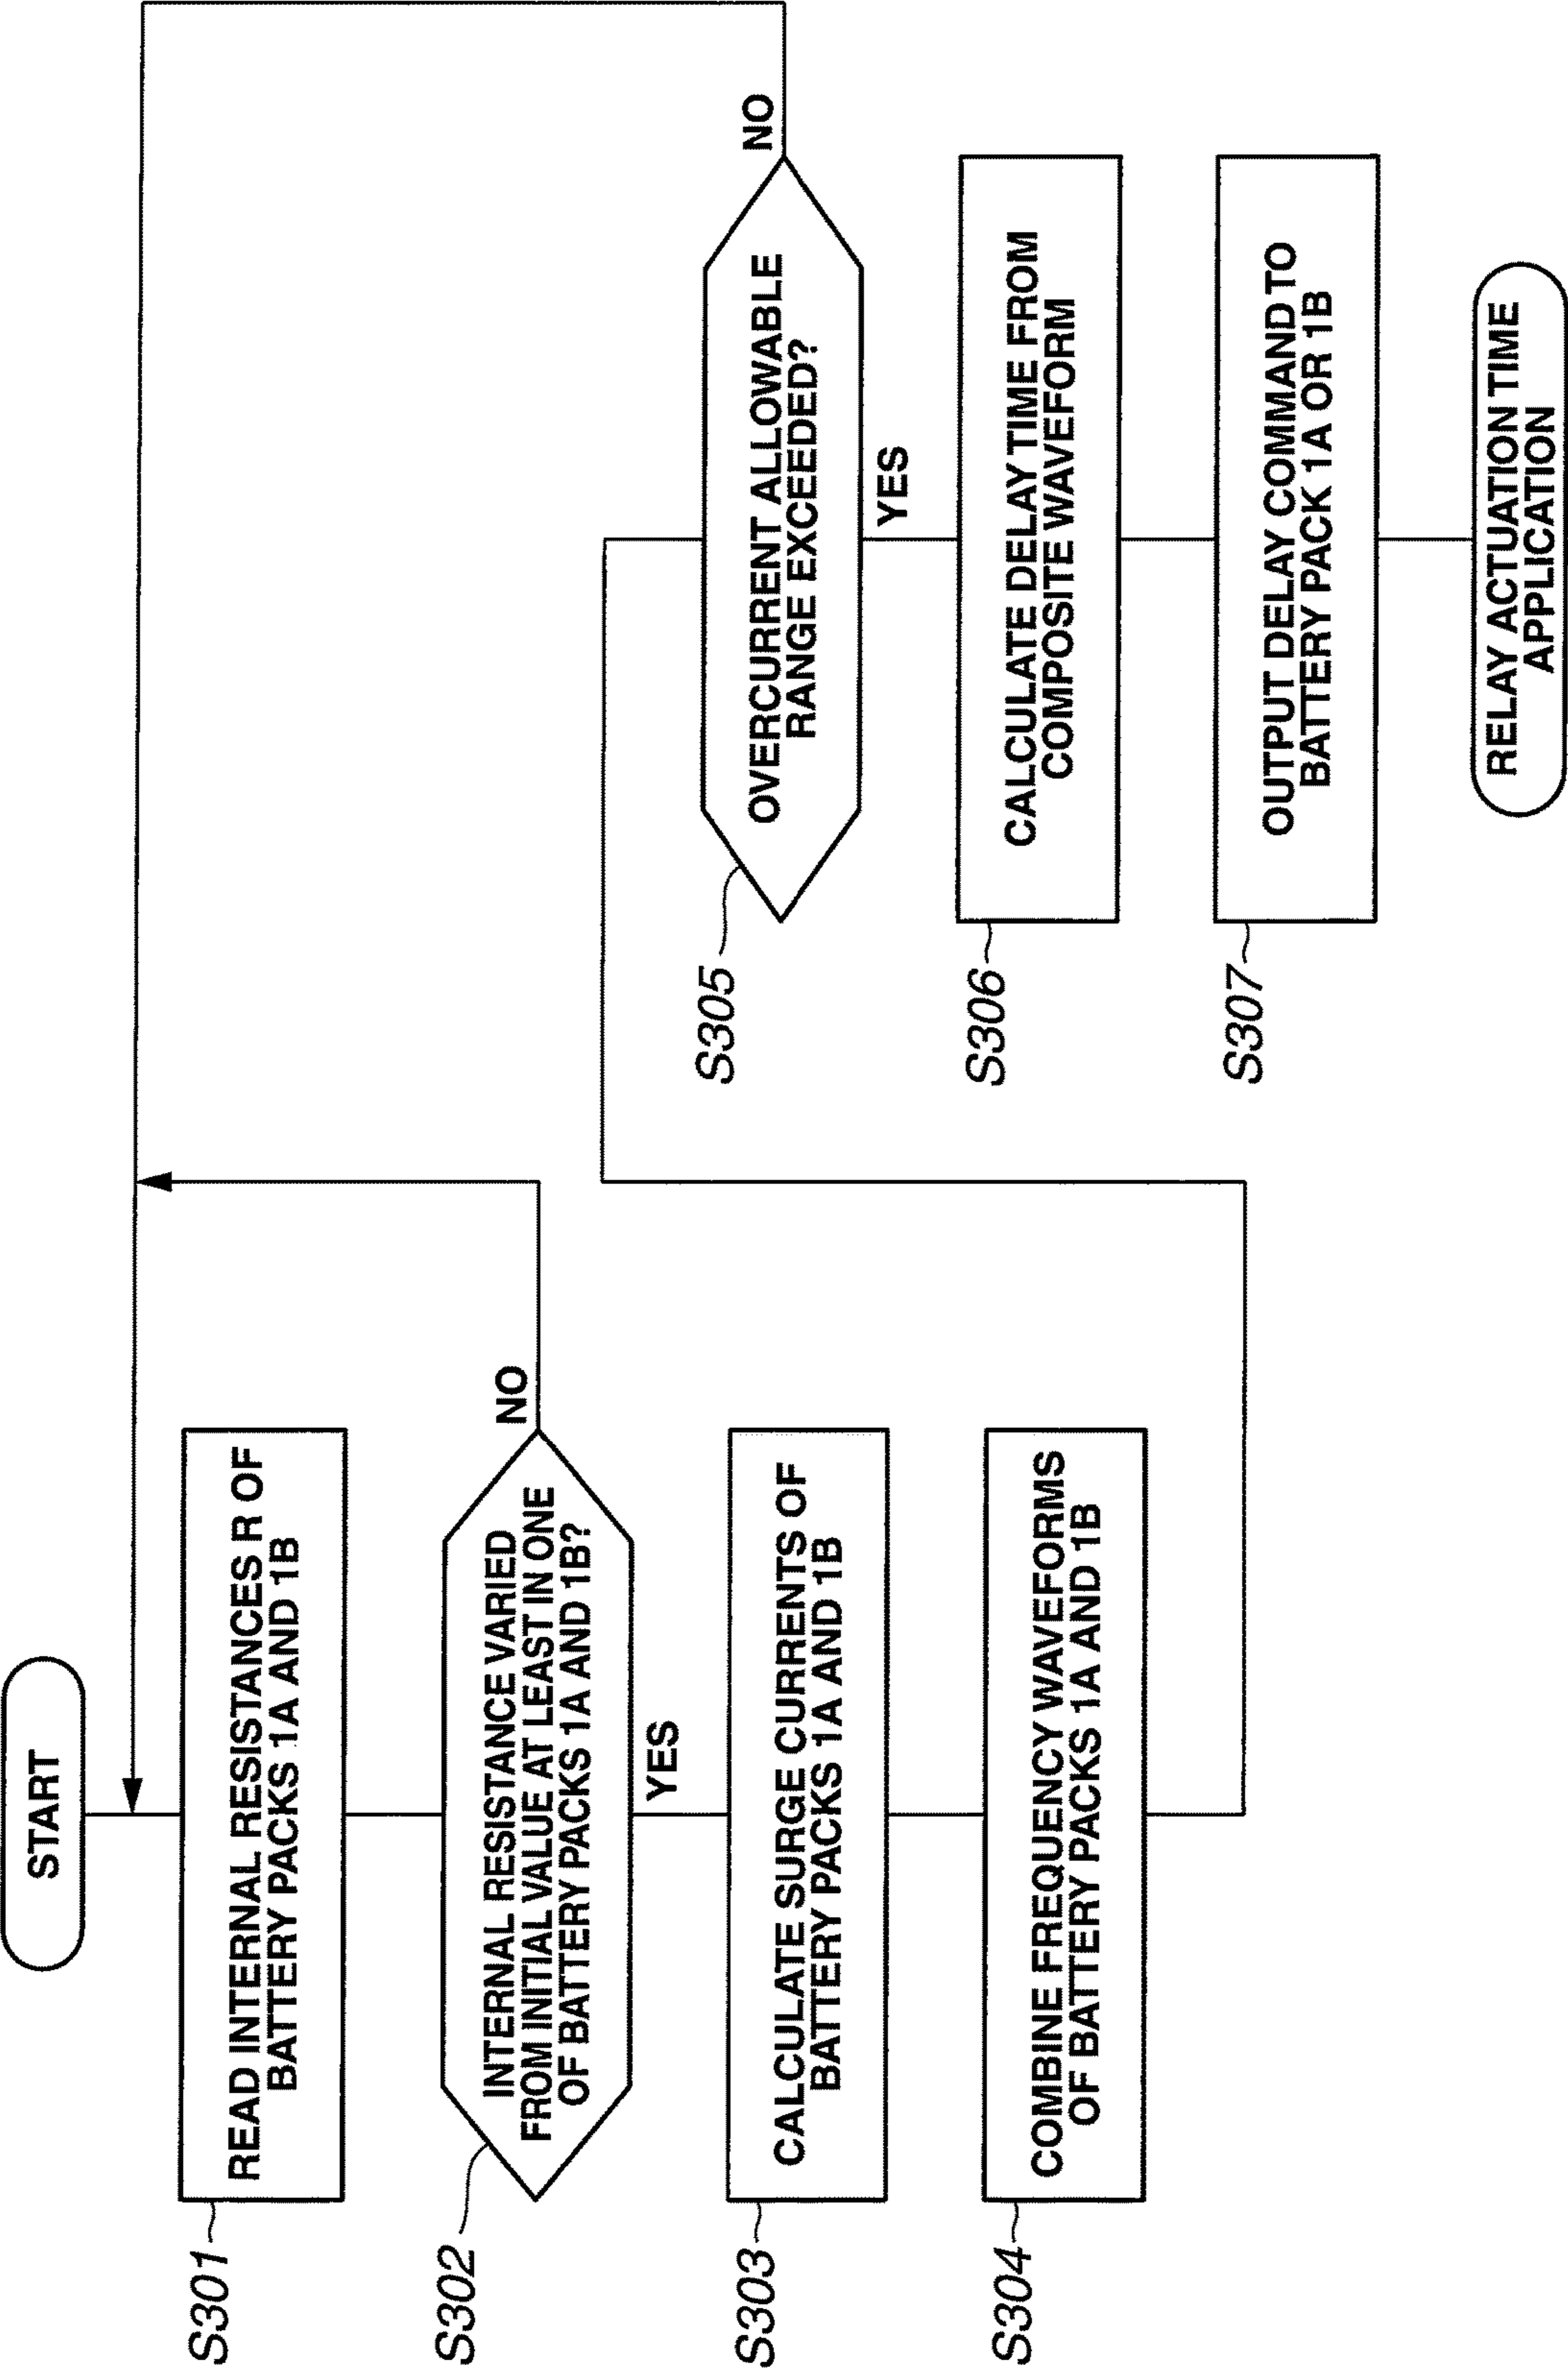 START
S301
READ INTERNAL RESISTANCES R OF
BATTERY PACKS 1A AND 1B
S302
INTERNAL RESISTANCE VARIED
FROM INITIAL VALUE AT LEAST IN ONE
OF BATTERY PACKS 1A AND 1B?
NO
YES
S303
CALCULATE SURGE CURRENTS OF
BATTERY PACKS 1A AND 1B
S304
COMBINE FREQUENCY WAVEFORMS
OF BATTERY PACKS 1A AND 1B
S305
OVERCURRENT ALLOWABLE
RANGE EXCEEDED?
NO
YES
S306
CALCULATE DELAY TIME FROM
COMPOSITE WAVEFORM
S307
OUTPUT DELAY COMMAND TO
BATTERY PACK 1A OR 1B
RELAY ACTUATION TIME
APPLICATION